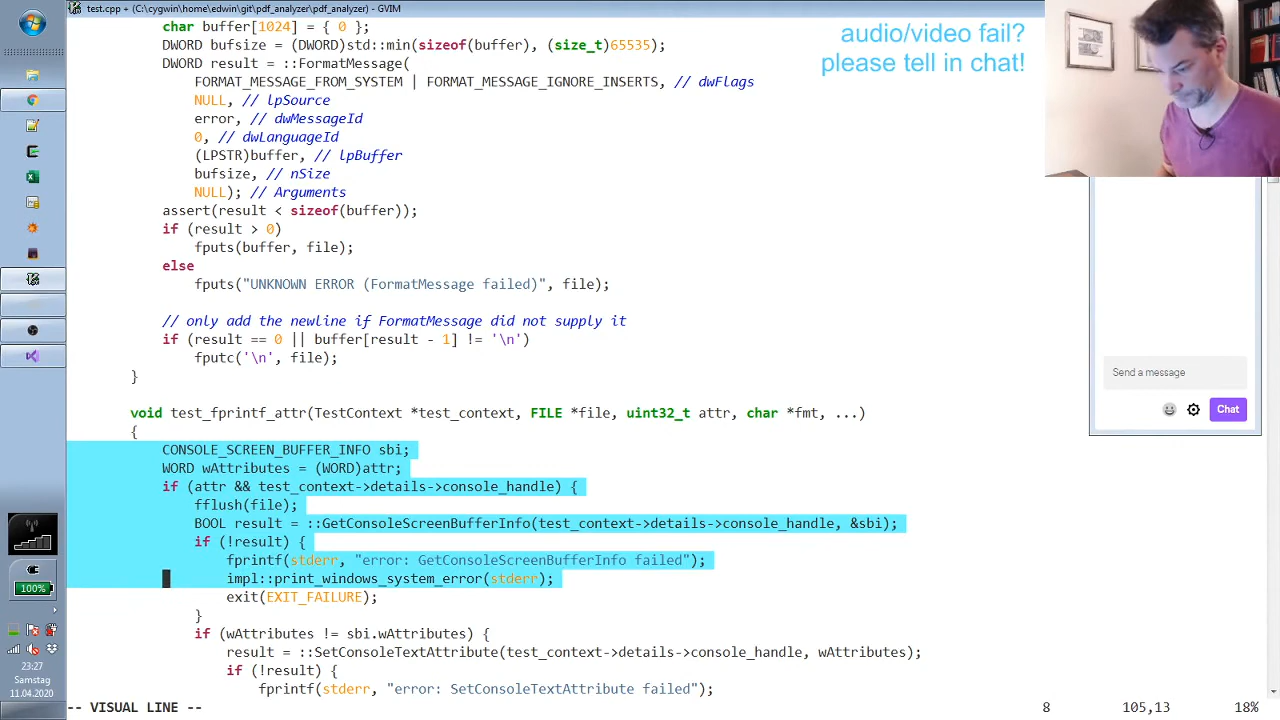 test.cpp + (C:\cygwin\home\edwin\git\pdf_analyzer\pdf_analyzer) - GVIM
char buffer[1024] = { 0 };
DWORD bufsize = (DWORD)std::min(sizeof(buffer), (size_t)65535);
DWORD result = ::FormatMessage(
FORMAT_MESSAGE_FROM_SYSTEM | FORMAT_MESSAGE_IGNORE_INSERTS, // dwFlags
NULL, // lpSource
error, // dwMessageId
0, // dwLanguageId
(LPSTR)buffer, // lpBuffer
bufsize, // nSize
NULL); // Arguments
assert(result < sizeof(buffer));
if (result > 0)
fputs(buffer, file);
else
fputs("UNKNOWN ERROR (FormatMessage failed)", file);
// only add the newline if FormatMessage did not supply it
if (result == 0 || buffer[result - 1] != '\n')
fputc('\n', file);
}
void test_fprintf_attr(TestContext *test_context, FILE *file, uint32_t attr, char *fmt, ...)
{
CONSOLE_SCREEN_BUFFER_INFO sbi;
WORD wAttributes = (WORD)attr;
if (attr && test_context->details->console_handle) {
fflush(file);
BOOL result = ::GetConsoleScreenBufferInfo(test_context->details->console_handle, &sbi);
if (!result) {
fprintf(stderr, "error: GetConsoleScreenBufferInfo failed");
impl::print_windows_system_error(stderr);
exit(EXIT_FAILURE);
}
if (wAttributes != sbi.wAttributes) {
result = ::SetConsoleTextAttribute(test_context->details->console_handle, wAttributes);
if (!result) {
fprintf(stderr, "error: SetConsoleTextAttribute failed");
-- VISUAL LINE --
8
105,13
18%
audio/video fail?
please tell in chat!
Send a message
Chat
100%
23:27
Samstag
11.04.2020